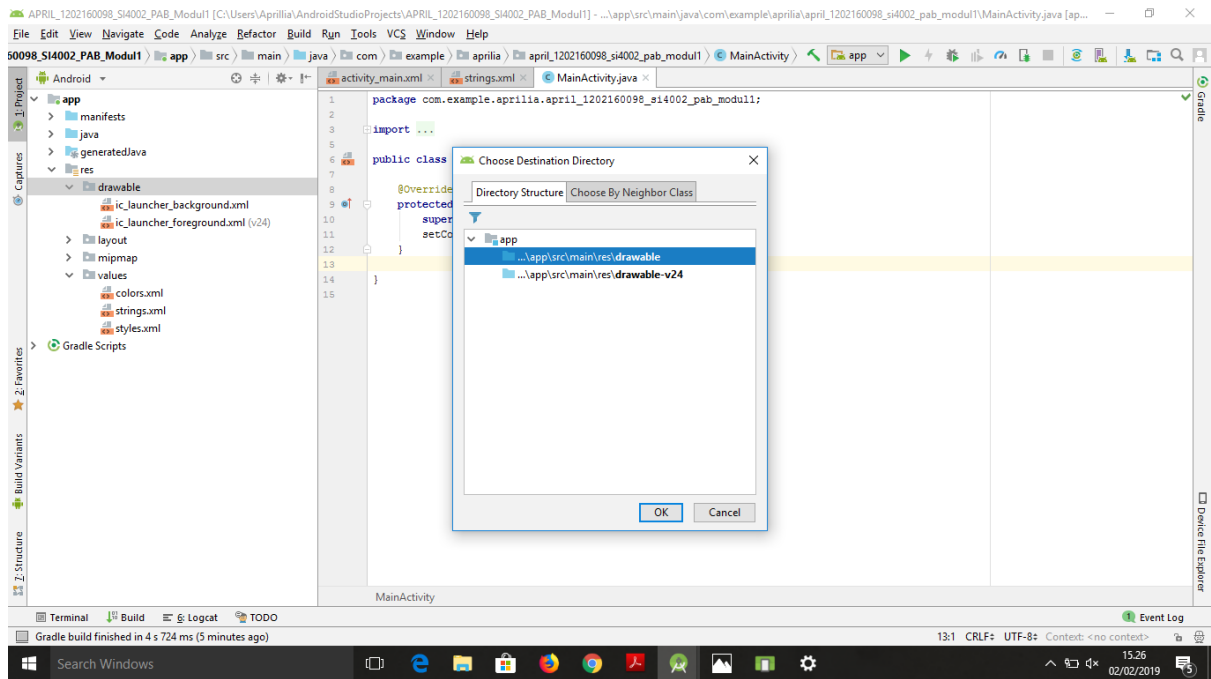 APRIL_1202160098_SI4002_PAB_Modul1 [C:\Users\Aprillia\AndroidStudioProjects\APRIL_1202160098_SI4002_PAB_Modul1] - ...\app\src\main\java\com\example\aprilia\april_1202160098_si4002_pab_modul1\MainActivity.java [ap...
File Edit View Navigate Code Analyze Refactor Build Run Tools VCS Window Help
60098_SI4002_PAB_Modul1 app src main java com example aprilia april_1202160098_si4002_pab_modul1 MainActivity app
1: Project
Captures
2: Favorites
Build Variants
7: Structure
Android
app
manifests
java
generatedJava
res
drawable
ic_launcher_background.xml
ic_launcher_foreground.xml (v24)
layout
mipmap
values
colors.xml
strings.xml
styles.xml
Gradle Scripts
activity_main.xml strings.xml MainActivity.java
1 package com.example.aprilia.april_1202160098_si4002_pab_modul1;
2
3 import ...
5
6 public class
7
8 @Override
9 protected
10 super
11 setCo
12 }
13
14 }
15
MainActivity
Choose Destination Directory
Directory Structure Choose By Neighbor Class
app
...\app\src\main\res\drawable
...\app\src\main\res\drawable-v24
OK Cancel
Gradle
Device File Explorer
Terminal Build 6: Logcat TODO 1 Event Log
Gradle build finished in 4 s 724 ms (5 minutes ago) 13:1 CRLF UTF-8 Context: <no context>
Search Windows
15.26
02/02/2019
5